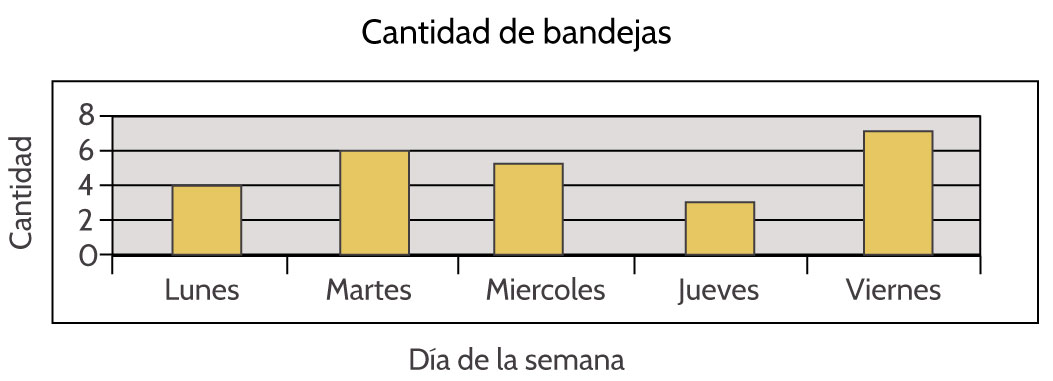 Cantidad de bandejas
Cantidad
8
6
4
2
0
Lunes Martes Miercoles Jueves Viernes
Día de la semana